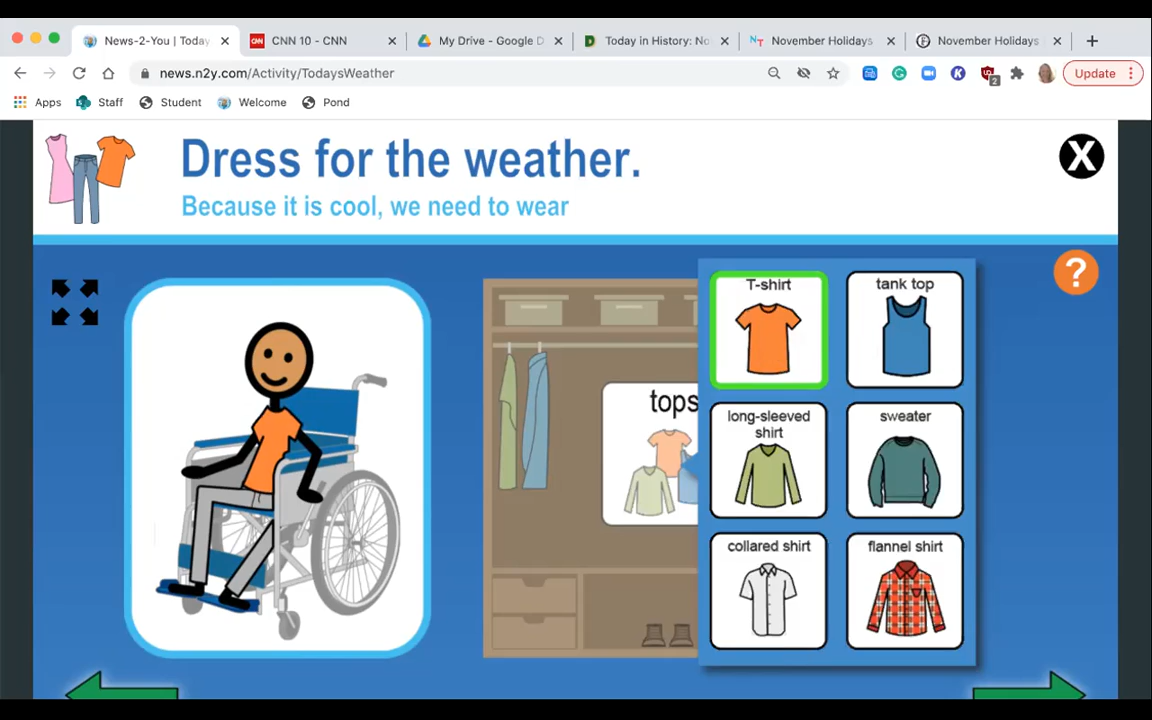 News-2-You | Today
CNN 10 - CNN
My Drive - Google D
Today in History: No
November Holidays
November Holidays
news.n2y.com/Activity/TodaysWeather
2
Update
Apps
Staff
Student
Welcome
Pond
Dress for the weather.
Because it is cool, we need to wear
X
?
T-shirt
tank top
tops
long-sleeved
shirt
sweater
collared shirt
flannel shirt